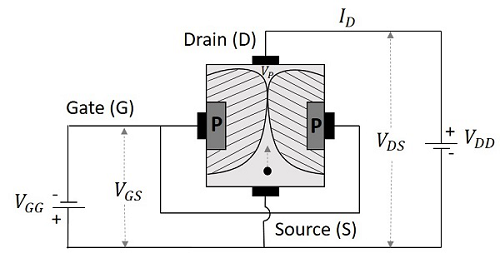 I_D
Drain (D)
V_P
Gate (G)
P
P
V_DS
+
-
V_DD
V_GG
-
+
V_GS
Source (S)